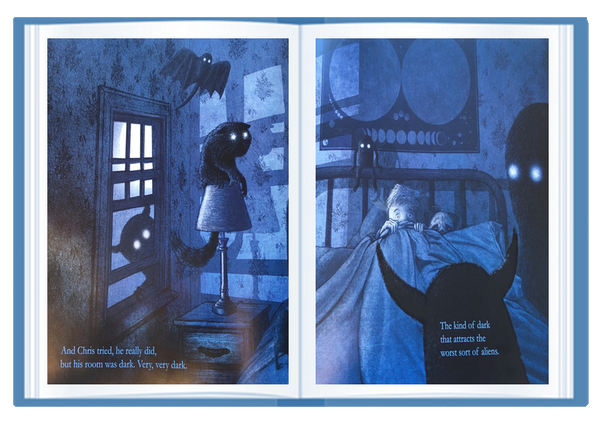 And Chris tried, he really did,
but his room was dark. Very, very dark.
The kind of dark
that attracts the
worst sort of aliens.